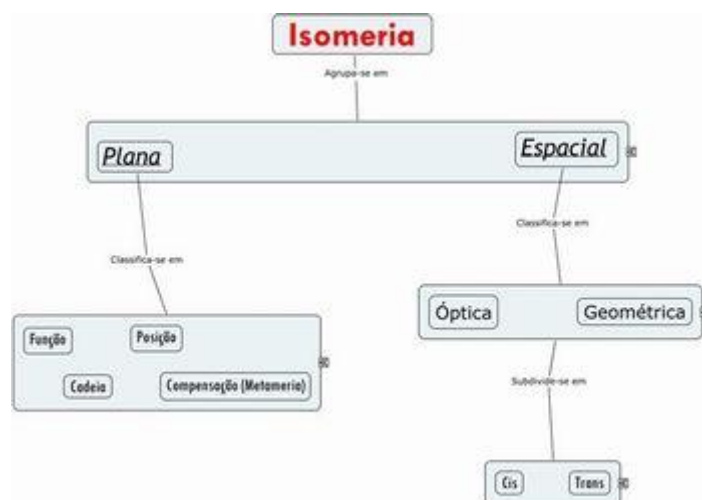 Isomeria
Agrupa-se em
Plana
Espacial
Classifica-se em
Classifica-se em
Função
Posição
Cadeia
Compensação (Metameria)
Óptica
Geométrica
Subdivide-se em
Cis
Trans